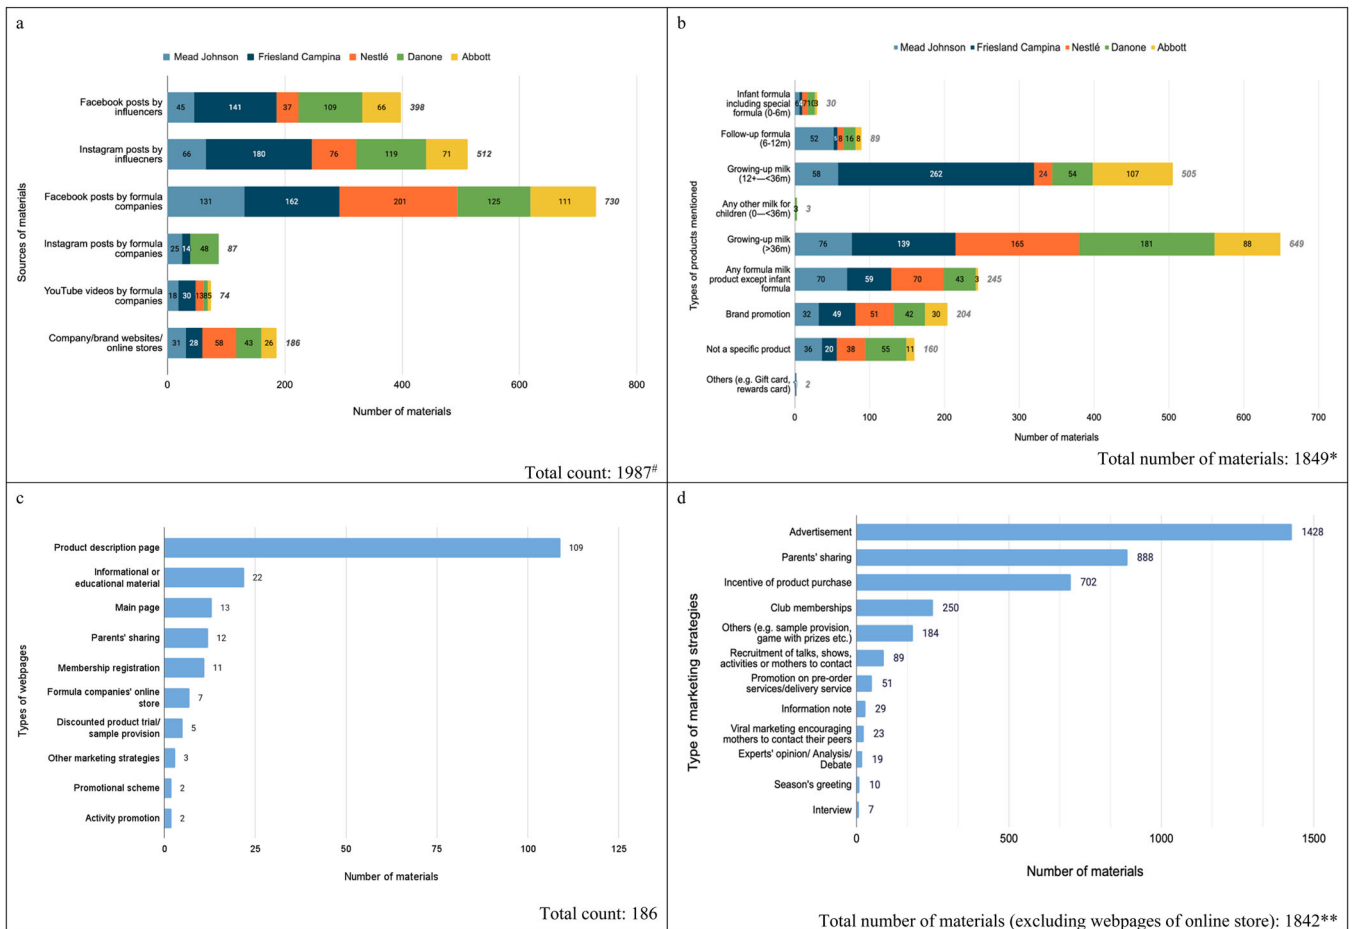 a
Mead Johnson Friesland Campina Nestlé Danone Abbott
Sources of materials
Facebook posts by
influencers
45 141 37 109 66 398
Instagram posts by
influecners
66 180 76 119 71 512
Facebook posts by formula
companies
131 162 201 125 111 730
Instagram posts by formula
companies
25 14 48 87
YouTube videos by formula
companies
18 30 13 8 5 74
Company/brand websites/
online stores
31 28 58 43 26 186
0 200 400 600 800
Number of materials
Total count: 1987#
b
Mead Johnson Friesland Campina Nestlé Danone Abbott
Types of products mentioned
Infant formula
including special
formula (0-6m)
6 7 10 3 30
Follow-up formula
(6-12m)
52 8 16 8 89
Growing-up milk
(12+—<36m)
58 262 24 54 107 505
Any other milk for
children (0—<36m)
3 3
Growing-up milk
(>36m)
76 139 165 181 88 649
Any formula milk
product except infant
formula
70 59 70 43 3 245
Brand promotion
32 49 51 42 30 204
Not a specific product
36 20 38 55 11 160
Others (e.g. Gift card,
rewards card)
2
0 100 200 300 400 500 600 700
Number of materials
Total number of materials: 1849*
c
Types of webpages
Product description page 109
Informational or
educational material
22
Main page 13
Parents' sharing 12
Membership registration 11
Formula companies' online
store
7
Discounted product trial/
sample provision
5
Other marketing strategies 3
Promotional scheme 2
Activity promotion 2
0 25 50 75 100 125
Number of materials
Total count: 186
d
Type of marketing strategies
Advertisement 1428
Parents' sharing 888
Incentive of product purchase 702
Club memberships 250
Others (e.g. sample provision,
game with prizes etc.)
184
Recruitment of talks, shows,
activities or mothers to contact
89
Promotion on pre-order
services/delivery service
51
Information note 29
Viral marketing encouraging
mothers to contact their peers
23
Experts' opinion/ Analysis/
Debate
19
Season's greeting 10
Interview 7
0 500 1000 1500
Number of materials
Total number of materials (excluding webpages of online store): 1842**